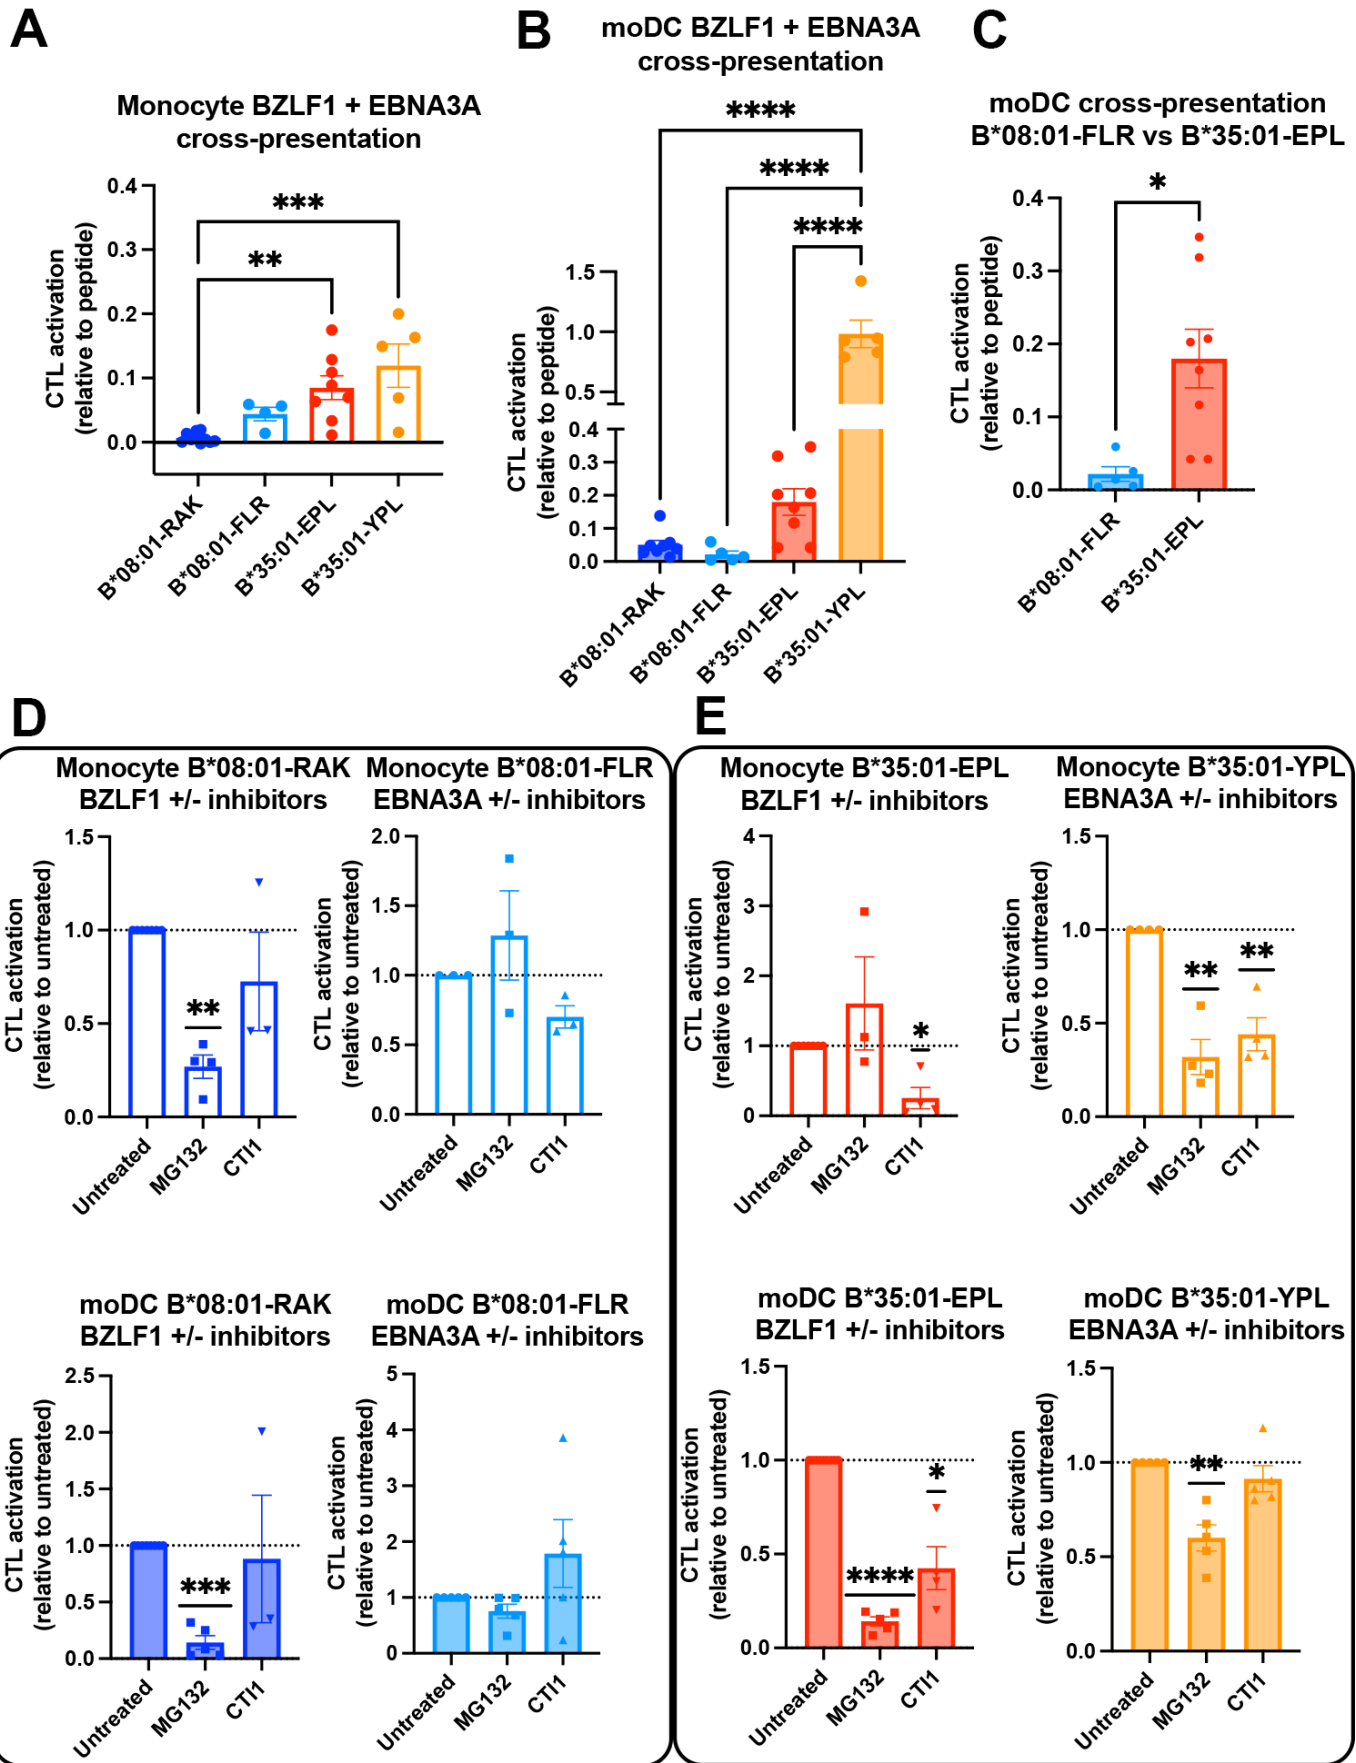 A
Monocyte BZLF1 + EBNA3A
cross-presentation
CTL activation
(relative to peptide)
0.4
0.3
0.2
0.1
0.0
***
**
B*08:01-RAK
B*08:01-FLR
B*35:01-EPL
B*35:01-YPL
B
moDC BZLF1 + EBNA3A
cross-presentation
CTL activation
(relative to peptide)
1.5
1.0
0.5
0.4
0.3
0.2
0.1
0.0
****
****
****
B*08:01-RAK
B*08:01-FLR
B*35:01-EPL
B*35:01-YPL
C
moDC cross-presentation
B*08:01-FLR vs B*35:01-EPL
CTL activation
(relative to peptide)
0.4
0.3
0.2
0.1
0.0
*
B*08:01-FLR
B*35:01-EPL
D
Monocyte B*08:01-RAK
BZLF1 +/- inhibitors
CTL activation
(relative to untreated)
1.5
1.0
0.5
0.0
**
Untreated
MG132
CTI1
Monocyte B*08:01-FLR
EBNA3A +/- inhibitors
CTL activation
(relative to untreated)
2.0
1.5
1.0
0.5
0.0
Untreated
MG132
CTI1
moDC B*08:01-RAK
BZLF1 +/- inhibitors
CTL activation
(relative to untreated)
2.5
2.0
1.5
1.0
0.5
0.0
***
Untreated
MG132
CTI1
moDC B*08:01-FLR
EBNA3A +/- inhibitors
CTL activation
(relative to untreated)
5
4
3
2
1
0
Untreated
MG132
CTI1
E
Monocyte B*35:01-EPL
BZLF1 +/- inhibitors
CTL activation
(relative to untreated)
4
3
2
1
0
*
Untreated
MG132
CTI1
Monocyte B*35:01-YPL
EBNA3A +/- inhibitors
CTL activation
(relative to untreated)
1.5
1.0
0.5
0.0
**
**
Untreated
MG132
CTI1
moDC B*35:01-EPL
BZLF1 +/- inhibitors
CTL activation
(relative to untreated)
1.5
1.0
0.5
0.0
****
*
Untreated
MG132
CTI1
moDC B*35:01-YPL
EBNA3A +/- inhibitors
CTL activation
(relative to untreated)
1.5
1.0
0.5
0.0
**
Untreated
MG132
CTI1